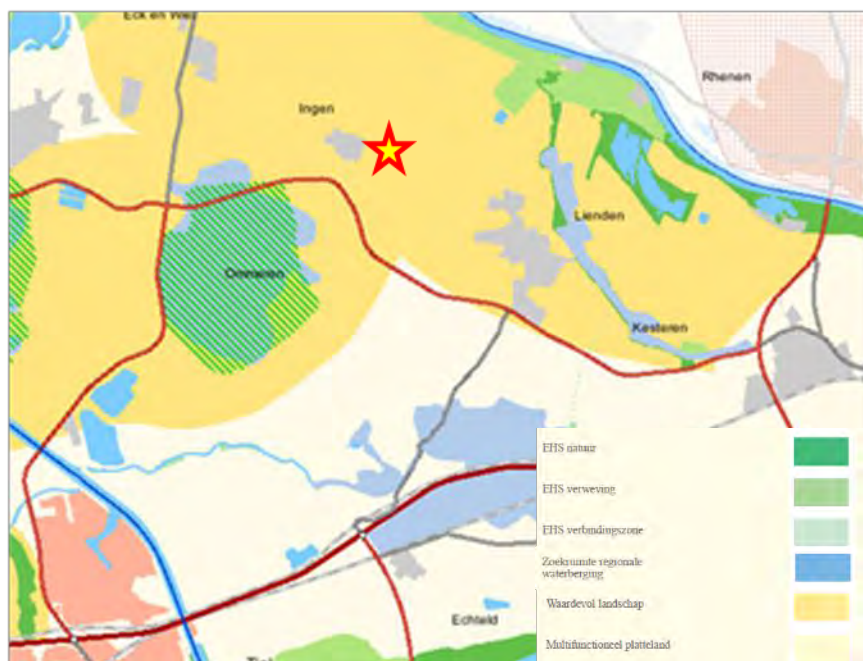 Eck en Wiel
Rhenen
Ingen
Lienden
Ommeren
Kesteren
EHS natuur
EHS verweving
EHS verbindingszone
Zoekruimte regionale
waterberging
Waardevol landschap
Echteld
Multifunctioneel platteland